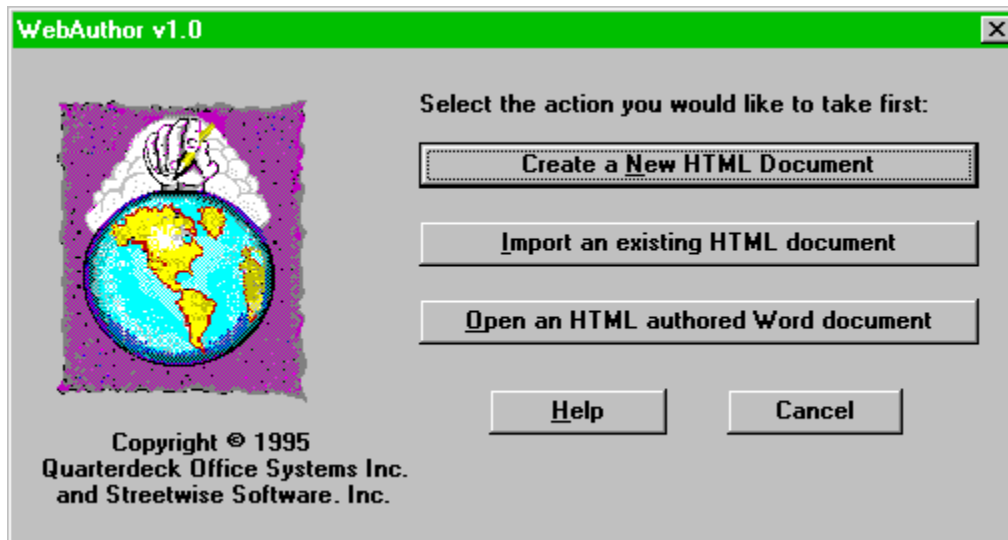 WebAuthor v1.0
Select the action you would like to take first:
Create a New HTML Document
Import an existing HTML document
Open an HTML authored Word document
Help
Cancel
Copyright © 1995
Quarterdeck Office Systems Inc.
and Streetwise Software. Inc.